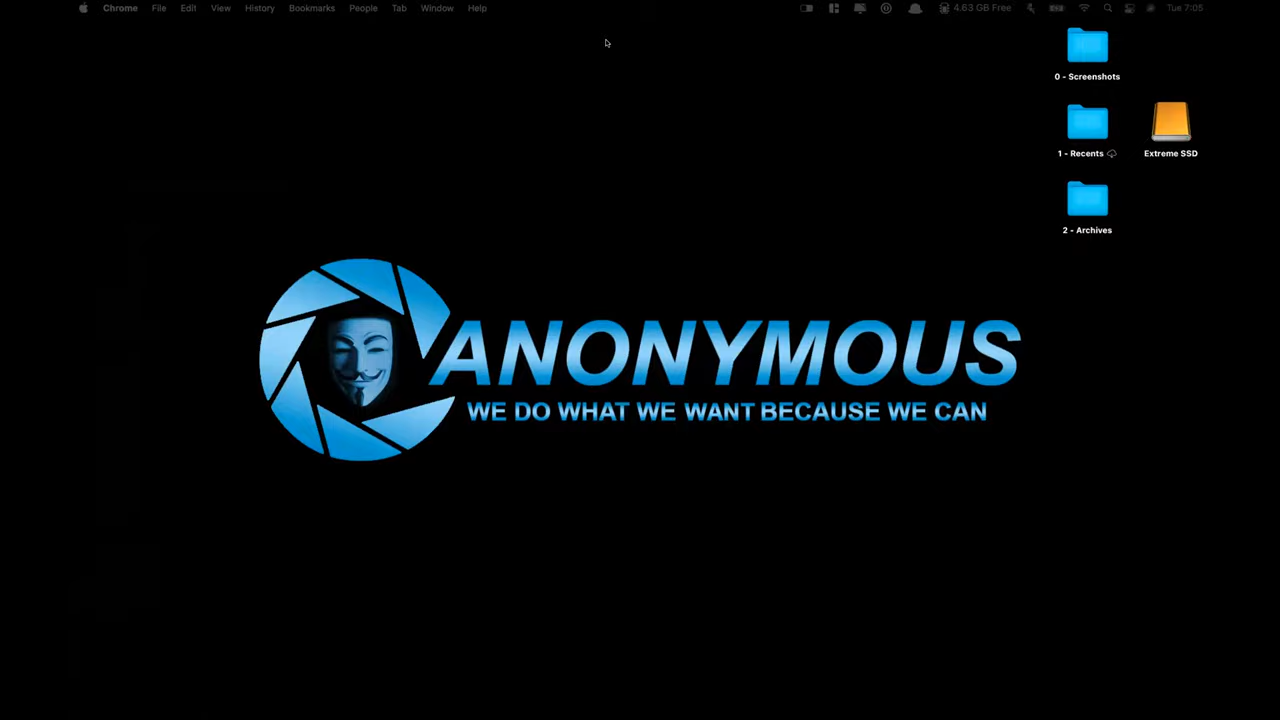 Chrome File Edit View History Bookmarks People Tab Window Help 4.63 GB Free Tue 7:05
0 - Screenshots
1 - Recents
Extreme SSD
2 - Archives
ANONYMOUS
WE DO WHAT WE WANT BECAUSE WE CAN